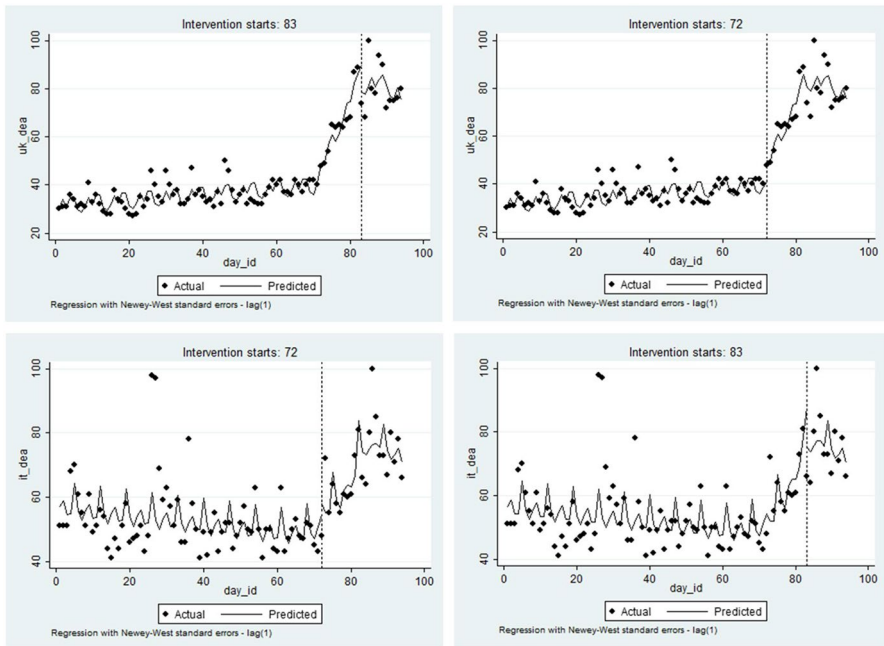 Intervention starts: 83
100
80
60
40
20
uk_dea
0 20 40 60 80 100
day_id
Actual Predicted
Regression with Newey-West standard errors - lag(1)
Intervention starts: 72
100
80
60
40
20
uk_dea
0 20 40 60 80 100
day_id
Actual Predicted
Regression with Newey-West standard errors - lag(1)
Intervention starts: 72
100
80
60
40
it_dea
0 20 40 60 80 100
day_id
Actual Predicted
Regression with Newey-West standard errors - lag(1)
Intervention starts: 83
100
80
60
40
it_dea
0 20 40 60 80 100
day_id
Actual Predicted
Regression with Newey-West standard errors - lag(1)